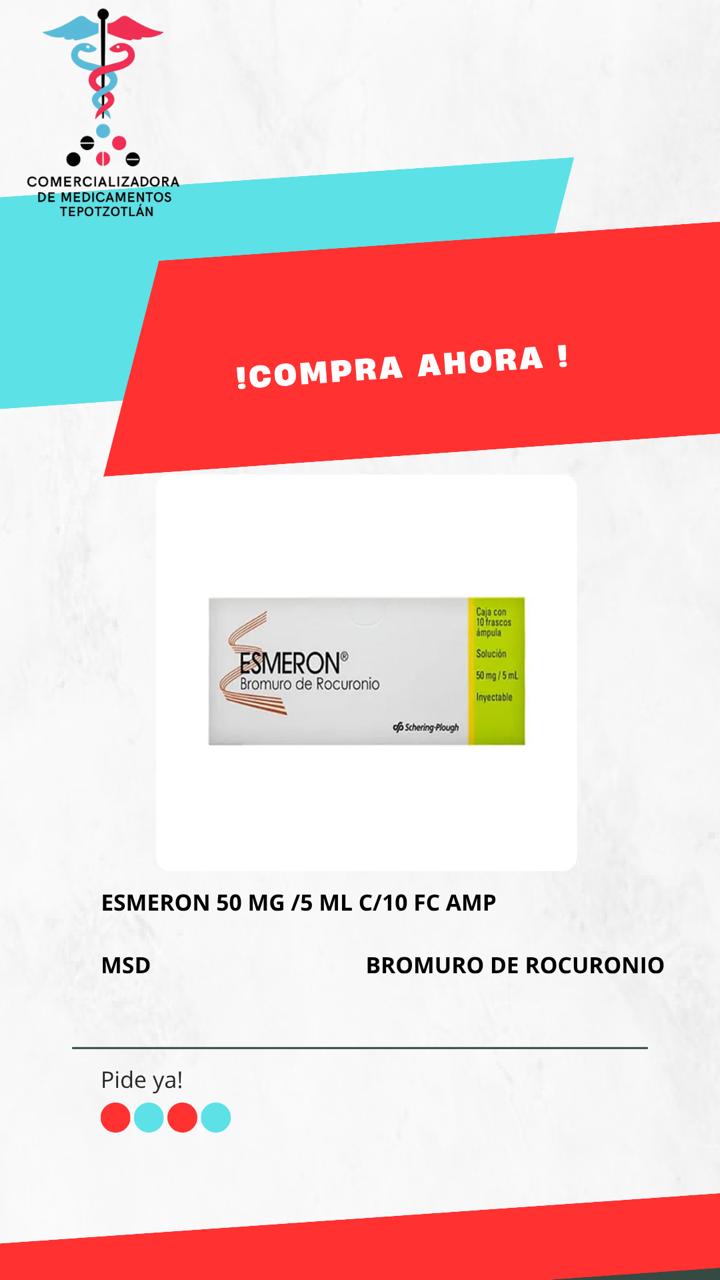 COMERCIALIZADORA
DE MEDICAMENTOS
TEPOTZOTLÁN
!COMPRA AHORA !
ESMERON®
Bromuro de Rocuronio
Schering-Plough
Caja con
10 frascos
ámpula
Solución
50 mg / 5 mL
Inyectable
ESMERON 50 MG /5 ML C/10 FC AMP
MSD BROMURO DE ROCURONIO
Pide ya!